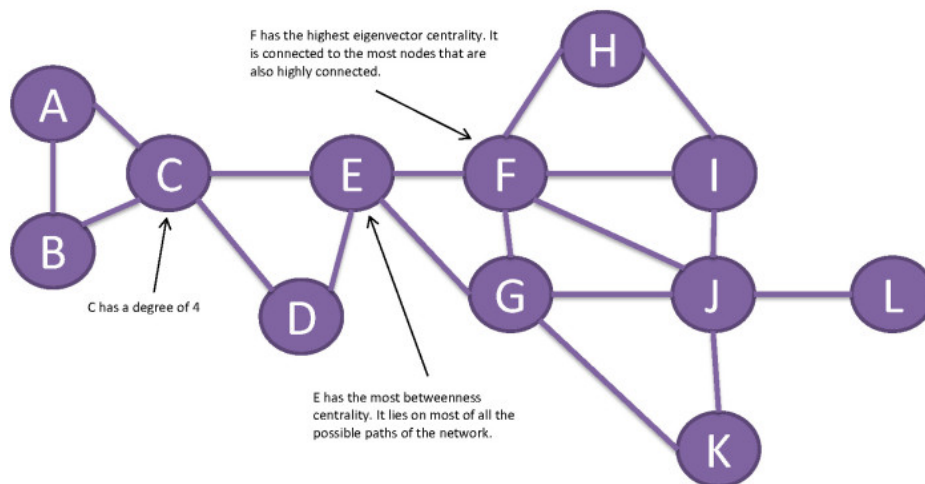 F has the highest eigenvector centrality. It
is connected to the most nodes that are
also highly connected.
H
A
C
E
F
I
B
G
J
L
D
C has a degree of 4
E has the most betweenness
centrality. It lies on most of all the
possible paths of the network.
K